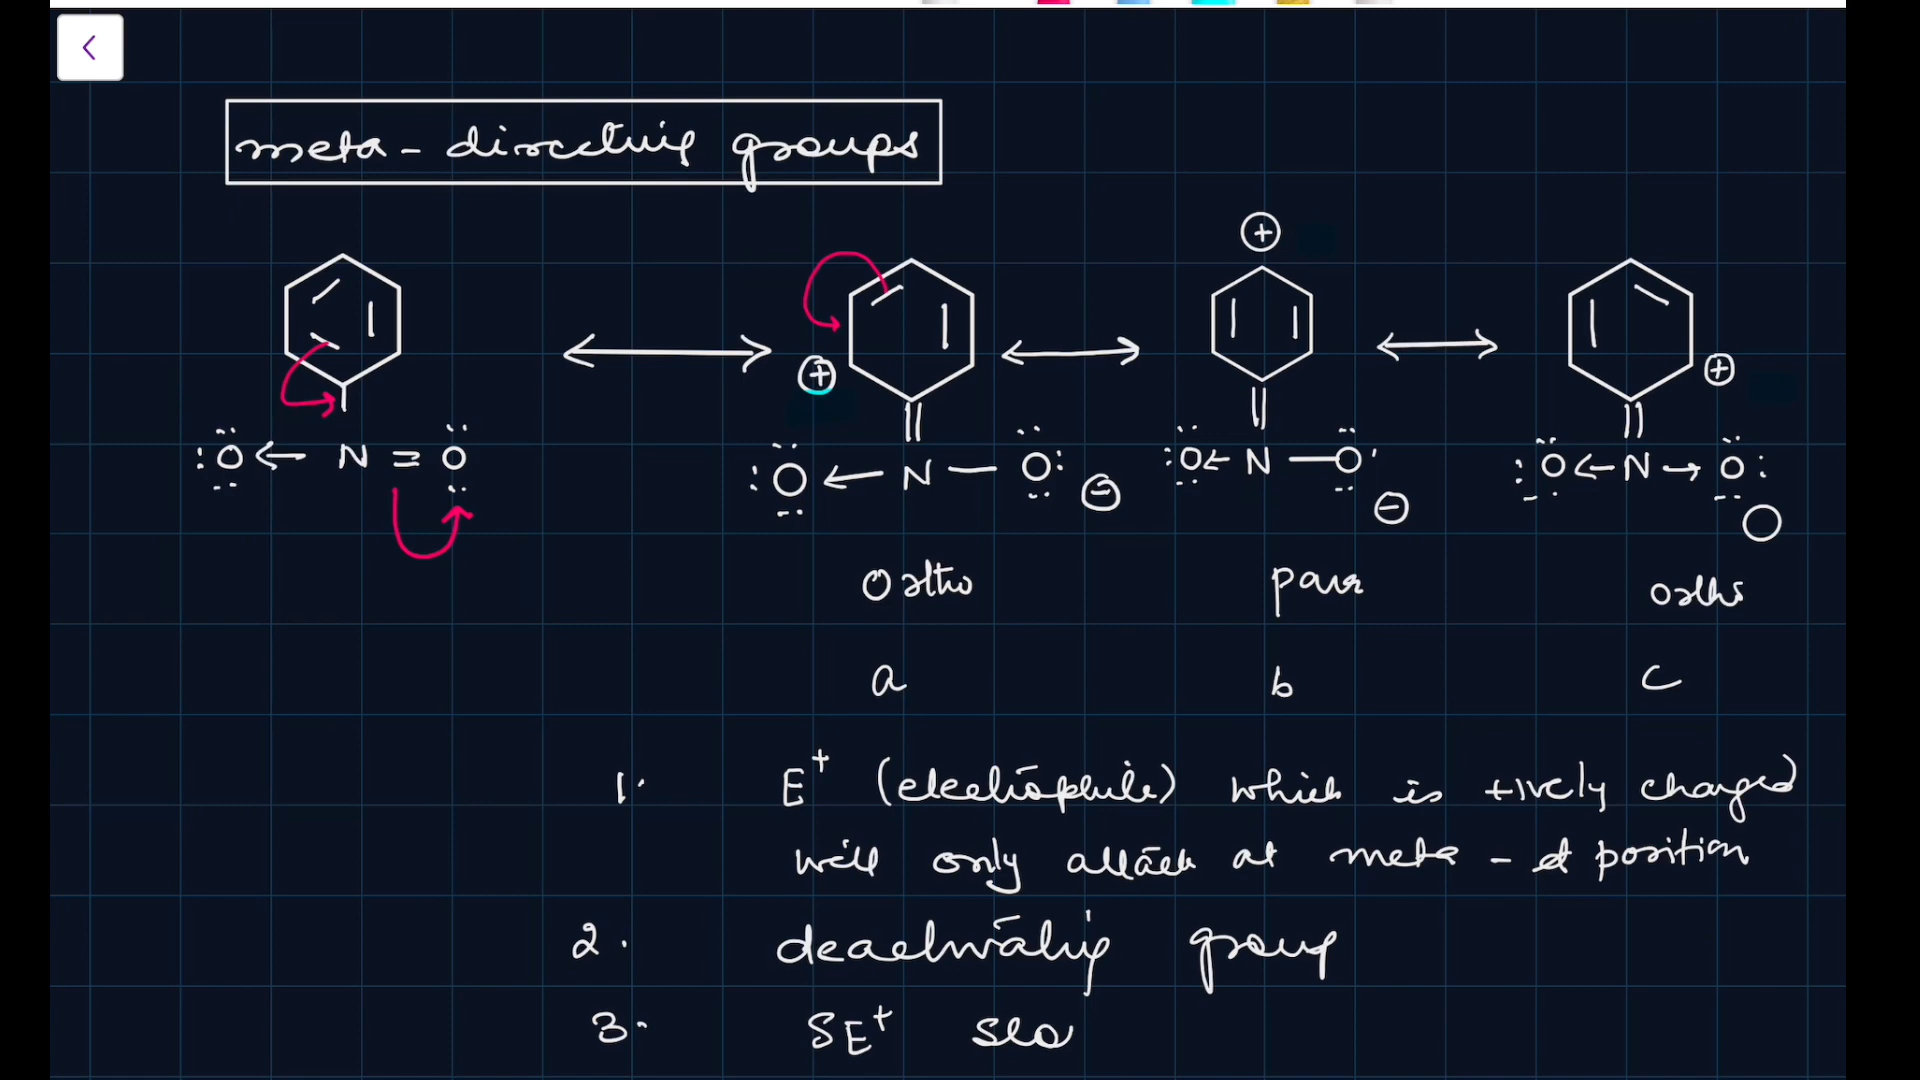 meta - directing groups
+ + + +
:O ← N = O :O ← N — O: ⊖ :O ← N — O ⊖ :O ← N → O:
ortho para ortho
a b c
1. E⁺ (electrophile) which is +ively charged
will only attack at meta - position
2. deactivating group
3. SE⁺ slo